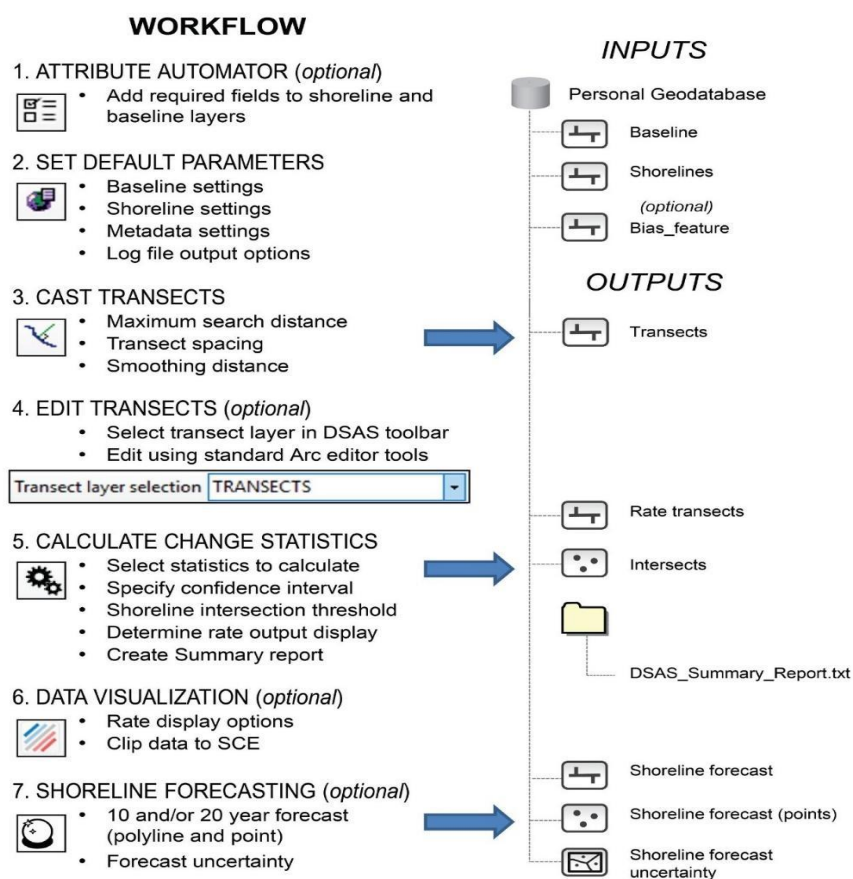 WORKFLOW
1. ATTRIBUTE AUTOMATOR (optional)
• Add required fields to shoreline and
baseline layers
2. SET DEFAULT PARAMETERS
• Baseline settings
• Shoreline settings
• Metadata settings
• Log file output options
3. CAST TRANSECTS
• Maximum search distance
• Transect spacing
• Smoothing distance
4. EDIT TRANSECTS (optional)
• Select transect layer in DSAS toolbar
• Edit using standard Arc editor tools
Transect layer selection TRANSECTS
5. CALCULATE CHANGE STATISTICS
• Select statistics to calculate
• Specify confidence interval
• Shoreline intersection threshold
• Determine rate output display
• Create Summary report
6. DATA VISUALIZATION (optional)
• Rate display options
• Clip data to SCE
7. SHORELINE FORECASTING (optional)
• 10 and/or 20 year forecast
(polyline and point)
• Forecast uncertainty
INPUTS
Personal Geodatabase
Baseline
Shorelines
(optional)
Bias_feature
OUTPUTS
Transects
Rate transects
Intersects
DSAS_Summary_Report.txt
Shoreline forecast
Shoreline forecast (points)
Shoreline forecast
uncertainty